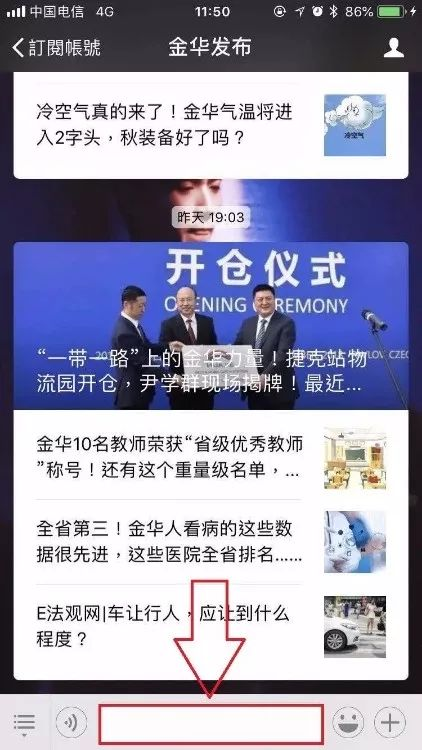 中国电信 4G 11:50 86%
訂閱帳號 金华发布
冷空气真的来了！金华气温将进
入2字头，秋装备好了吗？
冷空气
昨天 19:03
开仓仪式
OPENING CEREMONY
“一带一路”上的金华力量！捷克站物
流园开仓，尹学群现场揭牌！最近...
金华10名教师荣获“省级优秀教师
”称号！还有这个重量级名单，...
全省第三！金华人看病的这些数
据很先进，这些医院全省排名......
E法观网|车让行人，应让到什么
程度？